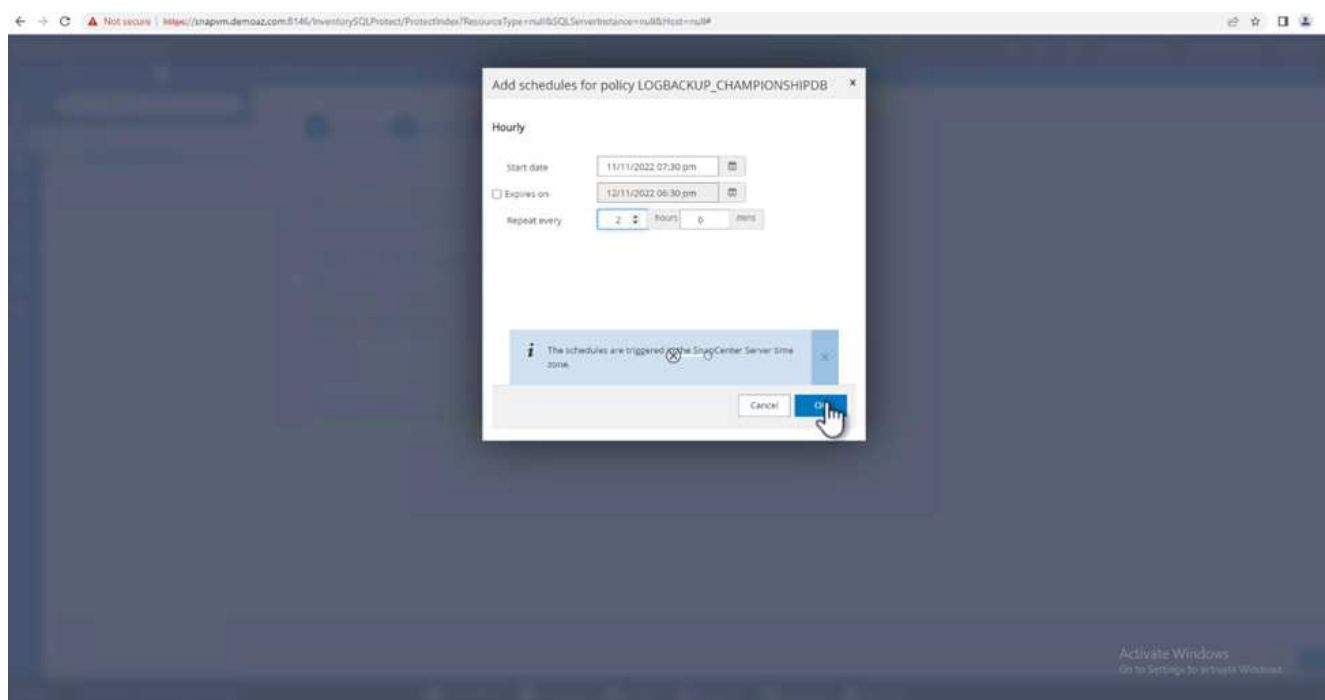 Not secure | https://snapvm.demoaz.com:8146/InventorySQLProtect/ProtectIndex?ResourceType=null&SQLServerInstance=null&Host=null#
Add schedules for policy LOGBACKUP_CHAMPIONSHIPDB ×
Hourly
Start date 11/11/2022 07:30 pm
Expires on 12/11/2022 06:30 pm
Repeat every 2 hours 0 mins
i The schedules are triggered in the SnapCenter Server time ×
zone.
Cancel
Activate Windows
Go to Settings to activate Windows.